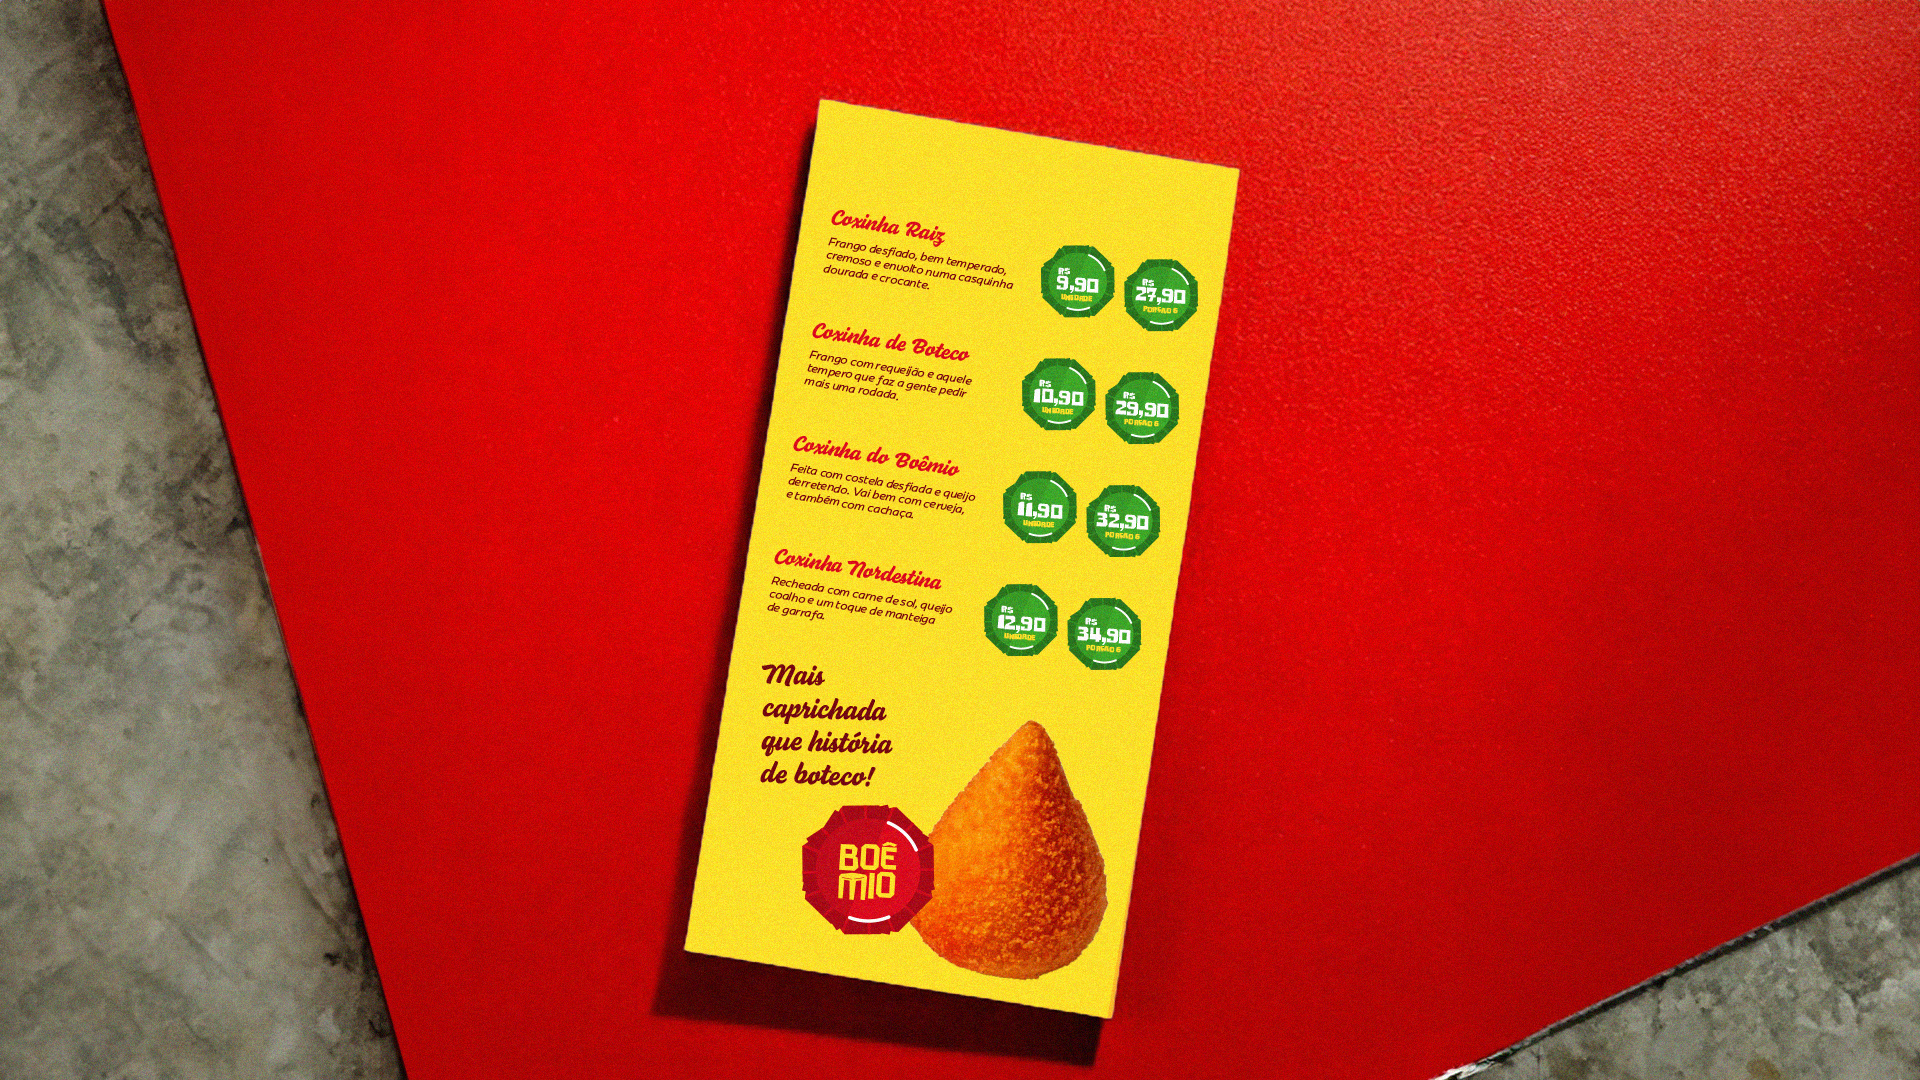 Coxinha Raiz
Frango desfiado, bem temperado,
cremoso e envolto numa casquinha
dourada e crocante.
R$
9,90
UNIDADE
R$
27,90
PORÇÃO 6
Coxinha de Boteco
Frango com requeijão e aquele
tempero que faz a gente pedir
mais uma rodada.
R$
10,90
UNIDADE
R$
29,90
PORÇÃO 6
Coxinha do Boêmio
Feita com costela desfiada e queijo
derretendo. Vai bem com cerveja,
e também com cachaça.
R$
11,90
UNIDADE
R$
32,90
PORÇÃO 6
Coxinha Nordestina
Recheada com carne de sol, queijo
coalho e um toque de manteiga
de garrafa.
R$
12,90
UNIDADE
R$
34,90
PORÇÃO 6
Mais
caprichada
que história
de boteco!
BOÊ
MIO